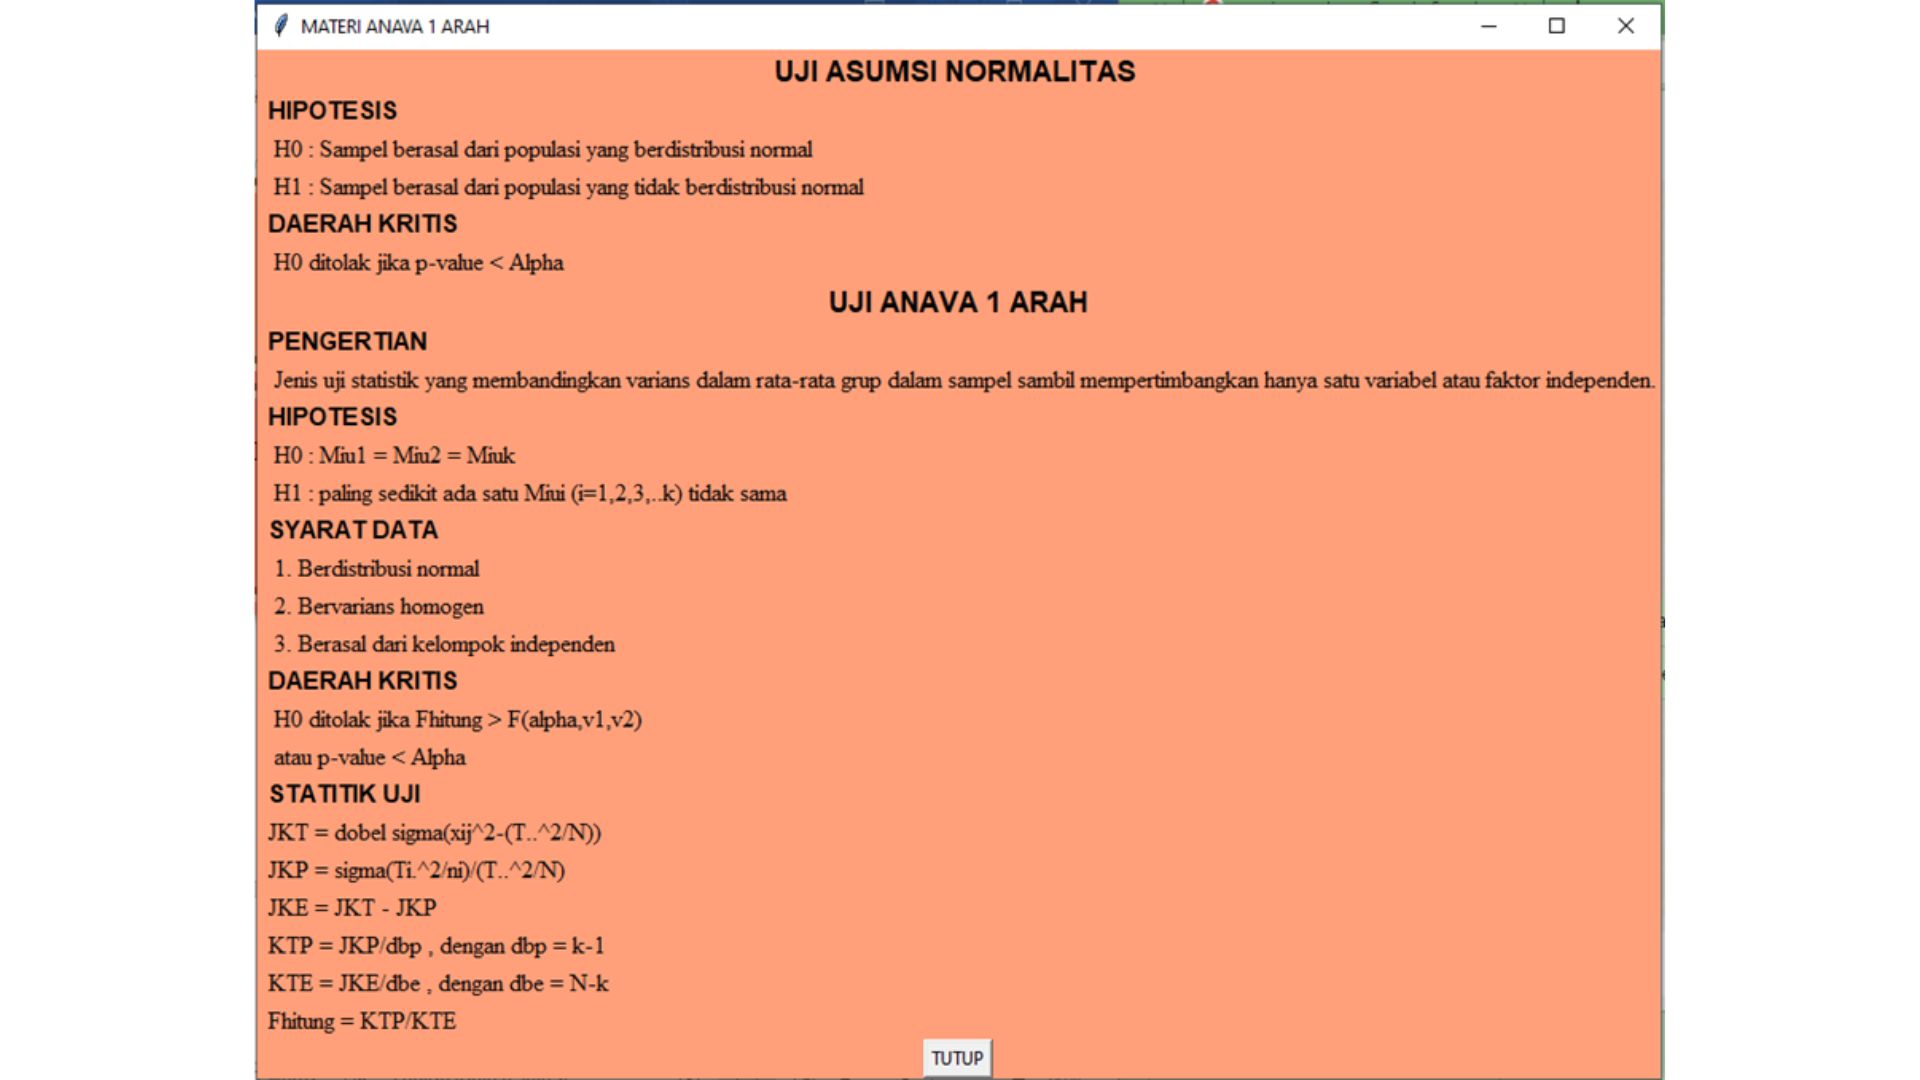 MATERI ANAVA 1 ARAH
UJI ASUMSI NORMALITAS
HIPOTESIS
H0 : Sampel berasal dari populasi yang berdistribusi normal
H1 : Sampel berasal dari populasi yang tidak berdistribusi normal
DAERAH KRITIS
H0 ditolak jika p-value < Alpha
UJI ANAVA 1 ARAH
PENGERTIAN
Jenis uji statistik yang membandingkan varians dalam rata-rata grup dalam sampel sambil mempertimbangkan hanya satu variabel atau faktor independen.
HIPOTESIS
H0 : Miu1 = Miu2 = Miuk
H1 : paling sedikit ada satu Miui (i=1,2,3,..k) tidak sama
SYARAT DATA
1. Berdistribusi normal
2. Bervarians homogen
3. Berasal dari kelompok independen
DAERAH KRITIS
H0 ditolak jika Fhitung > F(alpha,v1,v2)
atau p-value < Alpha
STATITIK UJI
JKT = dobel sigma(xij^2-(T..^2/N))
JKP = sigma(Ti.^2/ni)/(T..^2/N)
JKE = JKT - JKP
KTP = JKP/dbp , dengan dbp = k-1
KTE = JKE/dbe , dengan dbe = N-k
Fhitung = KTP/KTE
TUTUP